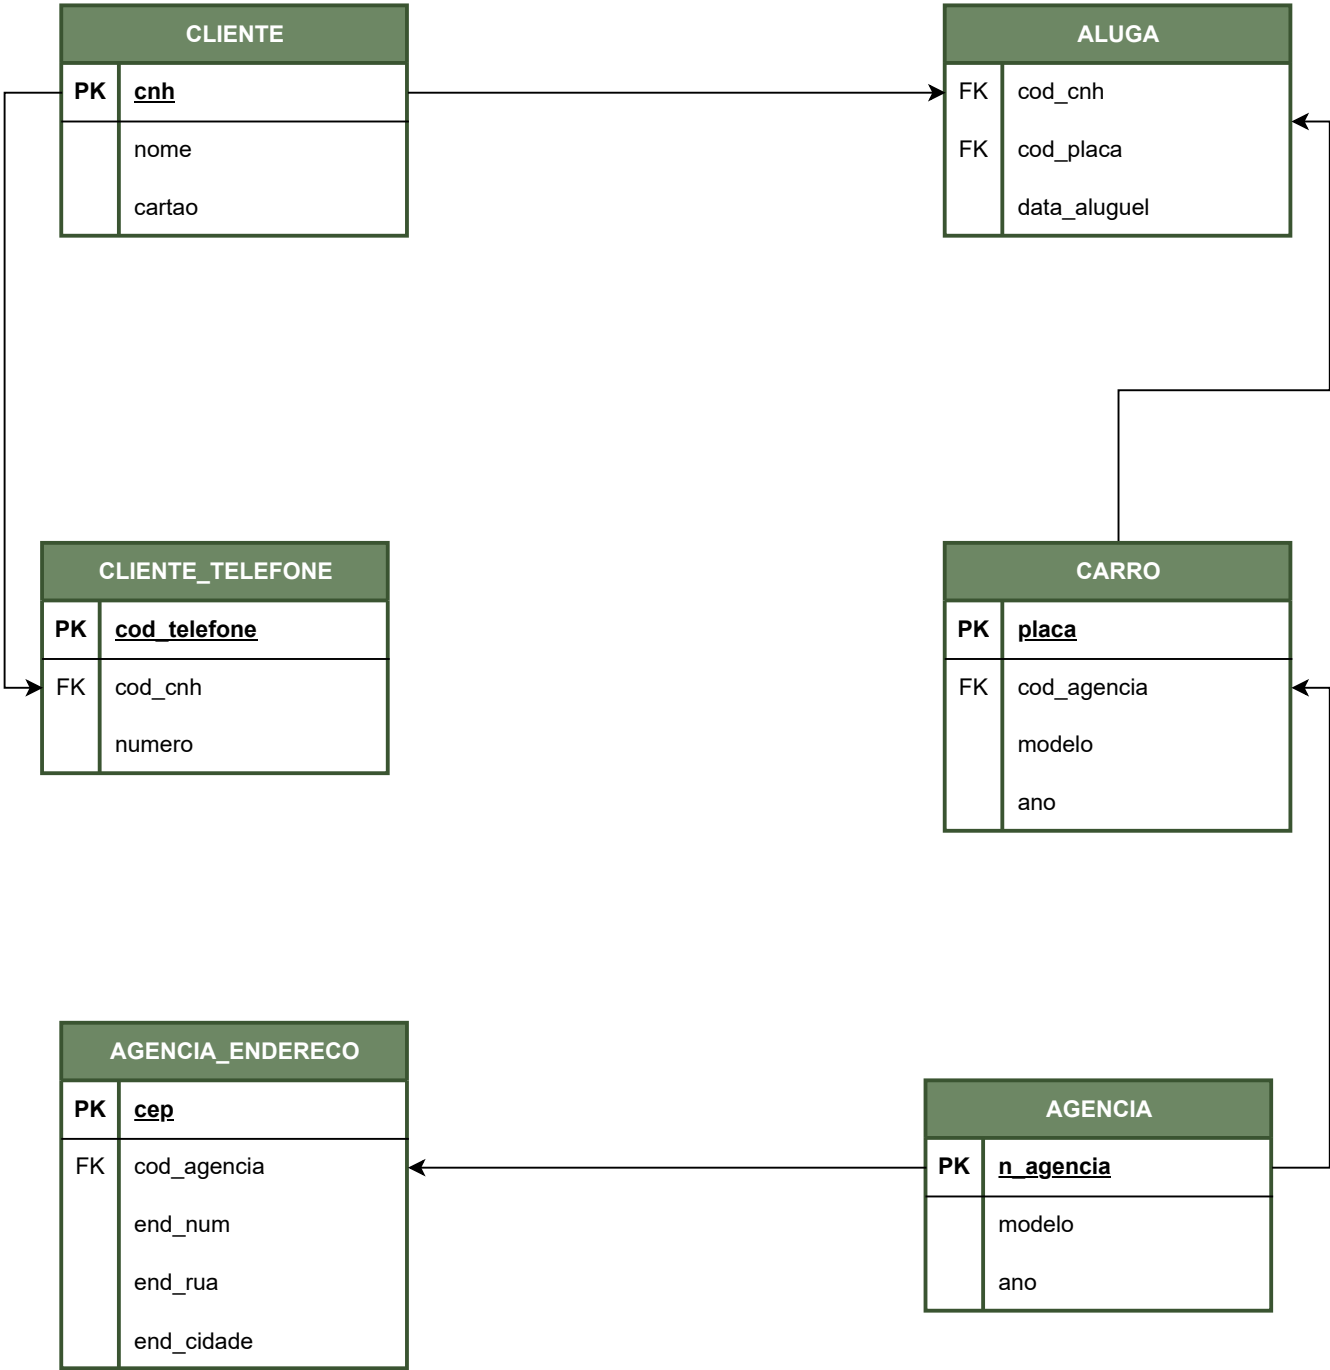 CLIENTE
PK cnh
nome
cartao
ALUGA
FK cod_cnh
FK cod_placa
data_aluguel
CLIENTE_TELEFONE
PK cod_telefone
FK cod_cnh
numero
CARRO
PK placa
FK cod_agencia
modelo
ano
AGENCIA_ENDERECO
PK cep
FK cod_agencia
end_num
end_rua
end_cidade
AGENCIA
PK n_agencia
modelo
ano